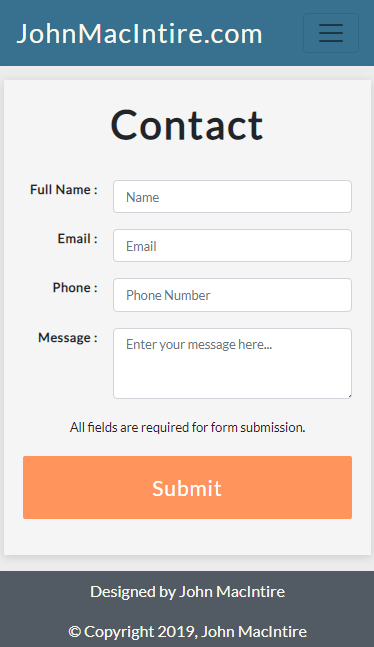 JohnMacIntire.com
Contact
Full Name :
Name
Email :
Email
Phone :
Phone Number
Message :
Enter your message here...
All fields are required for form submission.
Submit
Designed by John MacIntire
© Copyright 2019, John MacIntire